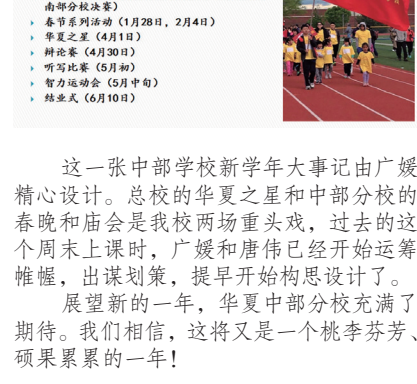 南部分校决赛）
春节系列活动（1月28日，2月4日）
华夏之星（4月1日）
辩论赛（4月30日）
听写比赛（5月初）
智力运动会（5月中旬）
结业式（6月10日）
这一张中部学校新学年大事记由广媛
精心设计。总校的华夏之星和中部分校的
春晚和庙会是我校两场重头戏，过去的这
个周末上课时，广媛和唐伟已经开始运筹
帷幄，出谋划策，提早开始构思设计了。
展望新的一年，华夏中部分校充满了
期待。我们相信，这将又是一个桃李芬芳、
硕果累累的一年！